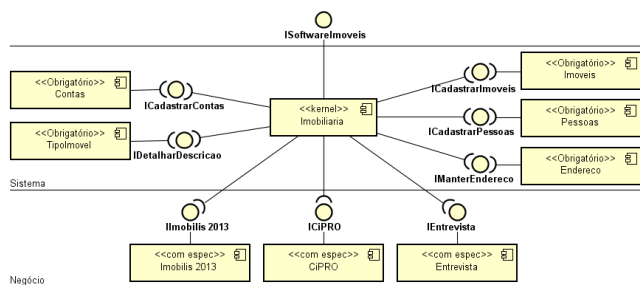 ISoftwareImoveis
<<Obrigatório>>
Contas
ICadastrarContas
<<Obrigatório>>
TipoImovel
IDetalharDescricao
<<kernel>>
Imobiliaria
<<Obrigatório>>
Imoveis
ICadastrarImoveis
<<Obrigatório>>
Pessoas
ICadastrarPessoas
<<Obrigatório>>
Endereco
IManterEndereco
Sistema
IImobilis 2013
ICiPRO
IEntrevista
<<com espec>>
Imobilis 2013
<<com espec>>
CiPRO
<<com espec>>
Entrevista
Negócio